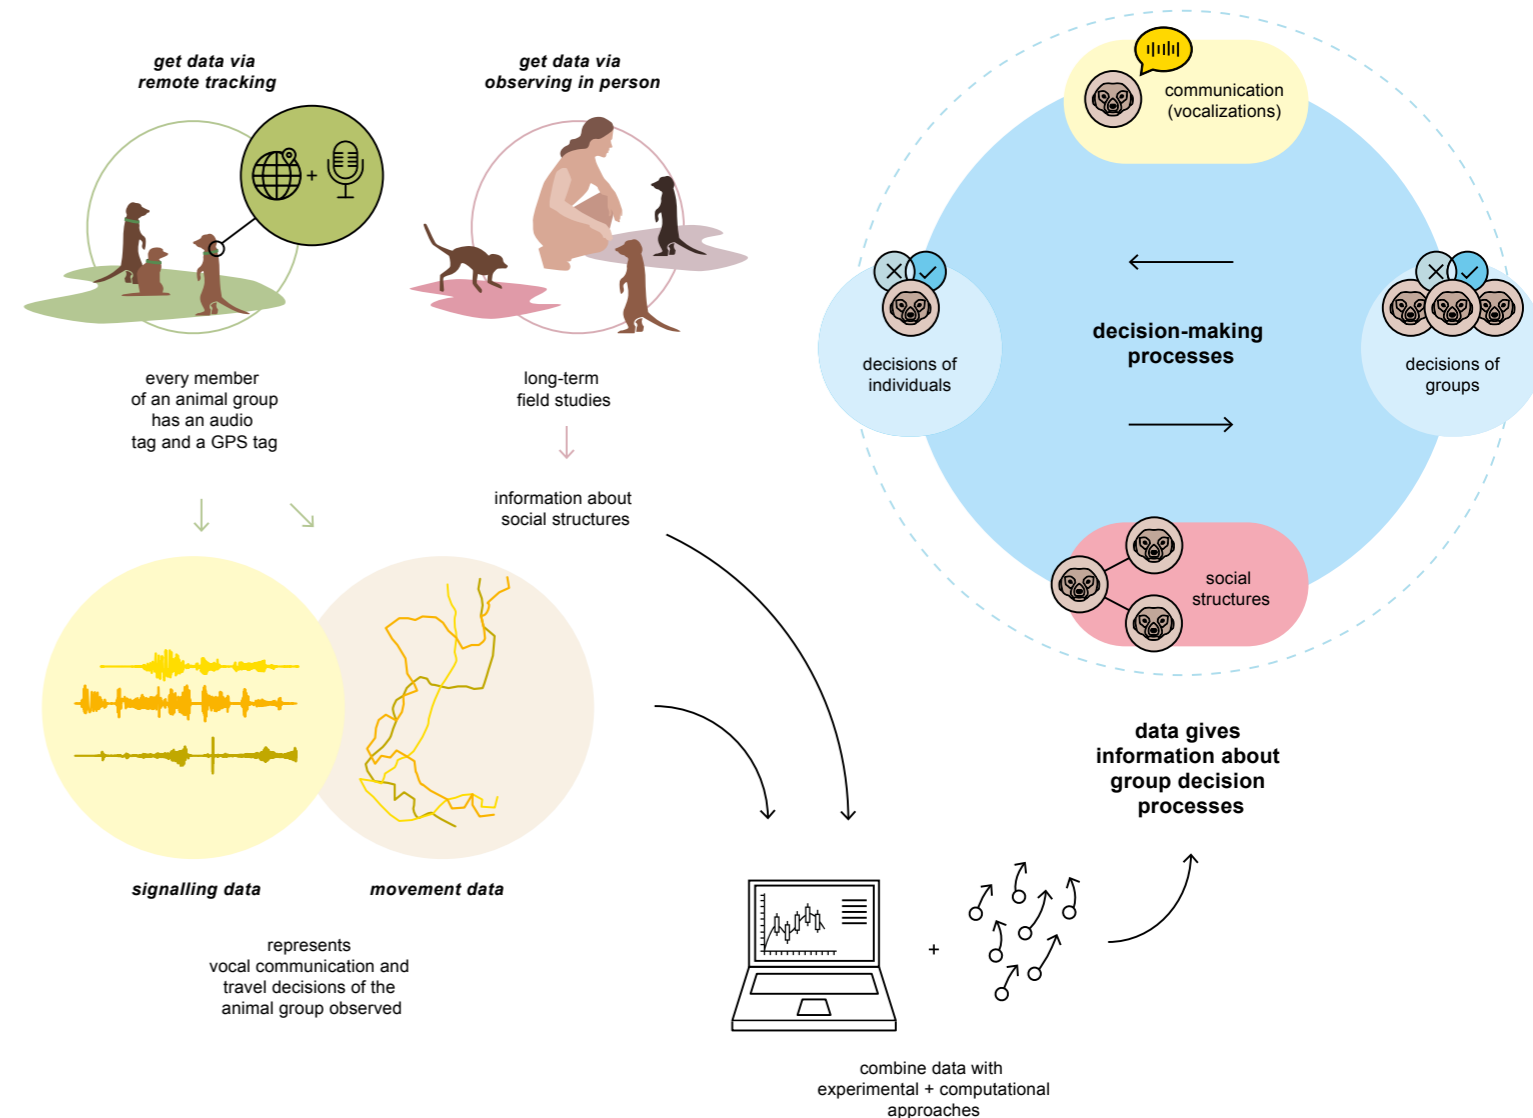 get data via
remote tracking
get data via
observing in person
every member
of an animal group
has an audio
tag and a GPS tag
long-term
field studies
information about
social structures
signalling data
movement data
represents
vocal communication and
travel decisions of the
animal group observed
communication
(vocalizations)
decisions of
individuals
decision-making
processes
decisions of
groups
social
structures
data gives
information about
group decision
processes
+
+
combine data with
experimental + computational
approaches